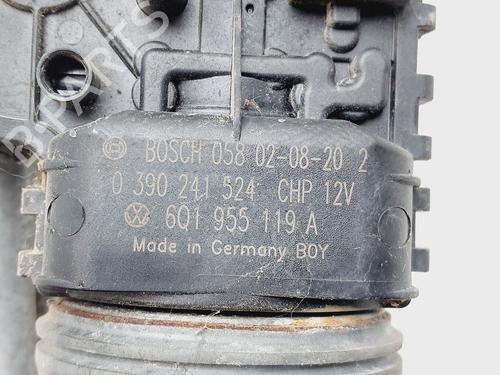 B-PARTS
BOSCH 058 02-08-20 2
0 390 241 524 CHP 12V
6Q1 955 119 A
Made in Germany BOY